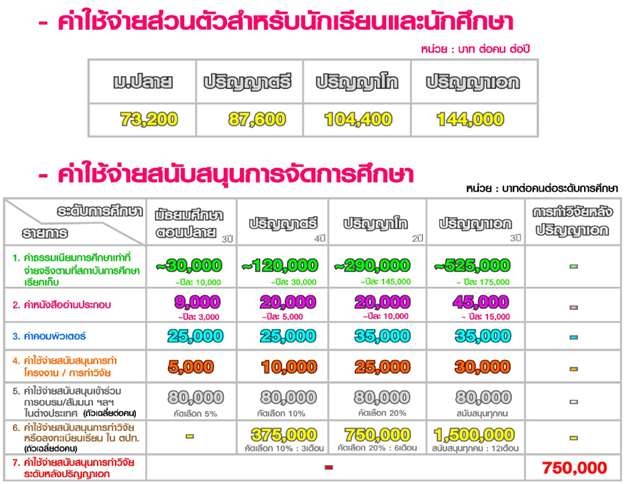 - ค่าใช้จ่ายส่วนตัวสำหรับนักเรียนและนักศึกษา
หน่วย : บาท ต่อคน ต่อปี
ม.ปลาย ปริญญาตรี ปริญญาโท ปริญญาเอก
73,200 87,600 104,400 144,000
- ค่าใช้จ่ายสนับสนุนการจัดการศึกษา
หน่วย : บาทต่อคนต่อระดับการศึกษา
ระดับการศึกษา
รายการ
มัธยมศึกษา
ตอนปลาย 3ปี
ปริญญาตรี
4ปี
ปริญญาโท
2ปี
ปริญญาเอก
3ปี
การทำวิจัยหลัง
ปริญญาเอก
1. ค่าธรรมเนียมการศึกษาเท่าที่
จ่ายจริงตามที่สถาบันการศึกษา
เรียกเก็บ
~30,000 ~120,000 ~290,000 ~525,000 -
~ปีละ 10,000 ~ปีละ 30,000 ~ปีละ 145,000 ~ปีละ 175,000
2. ค่าหนังสืออ่านประกอบ
9,000 20,000 20,000 45,000 -
~ปีละ 3,000 ~ปีละ 5,000 ~ปีละ 10,000 ~ปีละ 15,000
3. ค่าคอมพิวเตอร์ 25,000 25,000 35,000 35,000 -
4. ค่าใช้จ่ายสนับสนุนการทำ
โครงงาน / การทำวิจัย
5,000 10,000 25,000 30,000 -
5. ค่าใช้จ่ายสนับสนุนเข้าร่วม
การอบรม/สัมมนา ฯลฯ
ในต่างประเทศ (ถัวเฉลี่ยต่อคน)
80,000 80,000 80,000 80,000 -
คัดเลือก 5% คัดเลือก 10% คัดเลือก 20% สนับสนุนทุกคน
6. ค่าใช้จ่ายสนับสนุนการทำวิจัย
หรือลงทะเบียนเรียน ใน ตปท.
(ถัวเฉลี่ยต่อคน)
- 375,000 750,000 1,500,000 -
คัดเลือก 10% : 3เดือน คัดเลือก 20% : 6เดือน สนับสนุนทุกคน : 12เดือน
7. ค่าใช้จ่ายสนับสนุนการทำวิจัย
ระดับหลังปริญญาเอก
- 750,000